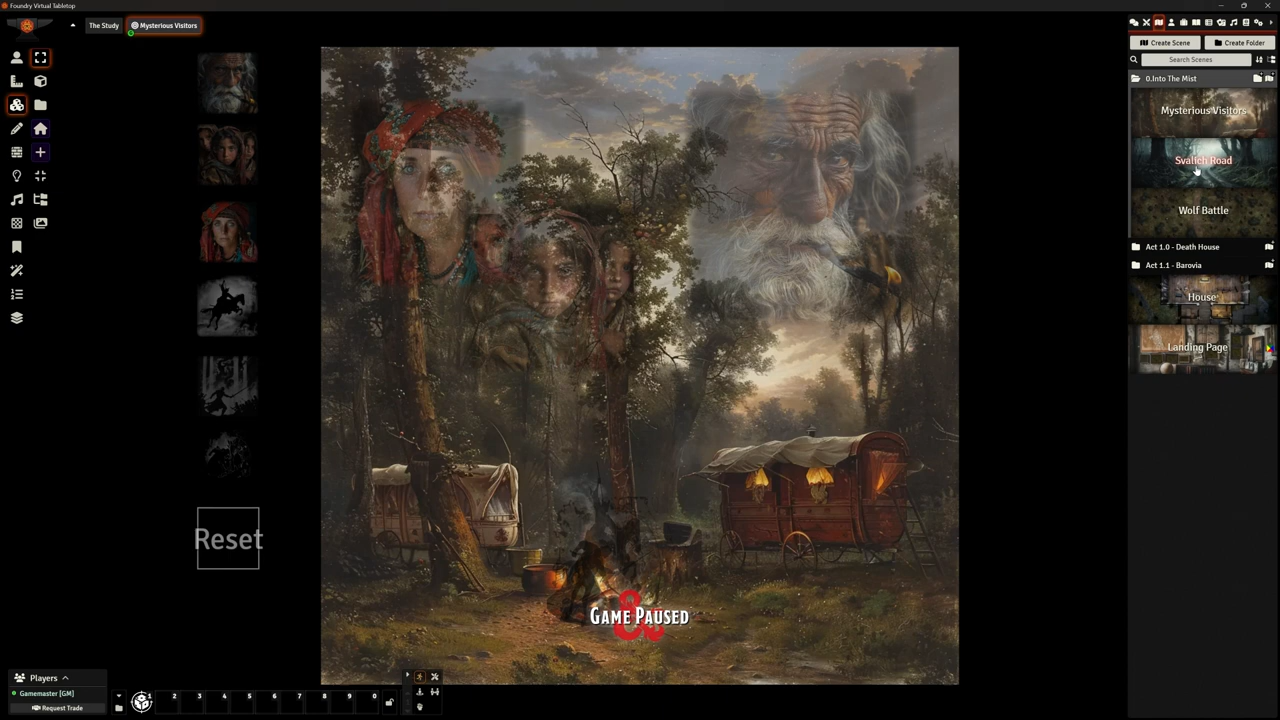 Foundry Virtual Tabletop
The Study
Mysterious Visitors
Create Scene
Create Folder
Search Scenes
0.Into The Mist
Mysterious Visitors
Svalich Road
Wolf Battle
Act 1.0 - Death House
Act 1.1 - Barovia
House
Landing Page
Reset
Game Paused
Players
Gamemaster [GM]
Request Trade
1 2 3 4 5 6 7 8 9 0